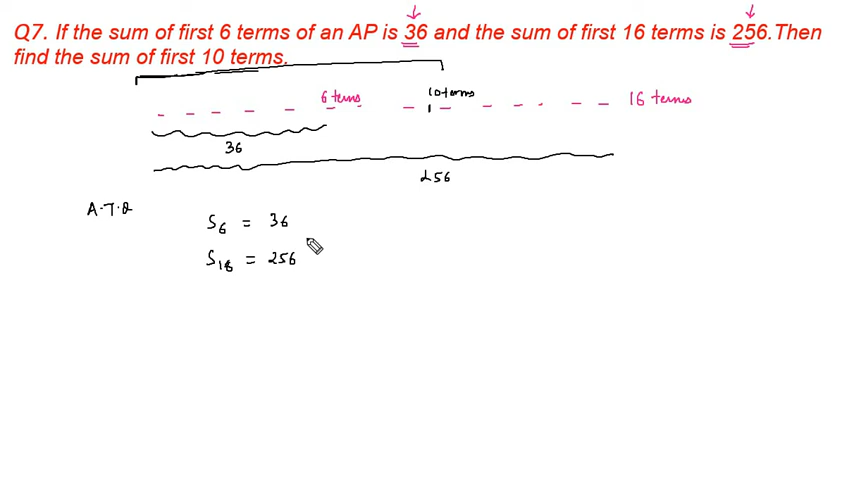 Q7. If the sum of first 6 terms of an AP is 36 and the sum of first 16 terms is 256.Then
find the sum of first 10 terms.
6 terms 10 terms 16 terms
36
256
A.T.Q
S6 = 36
S16 = 256